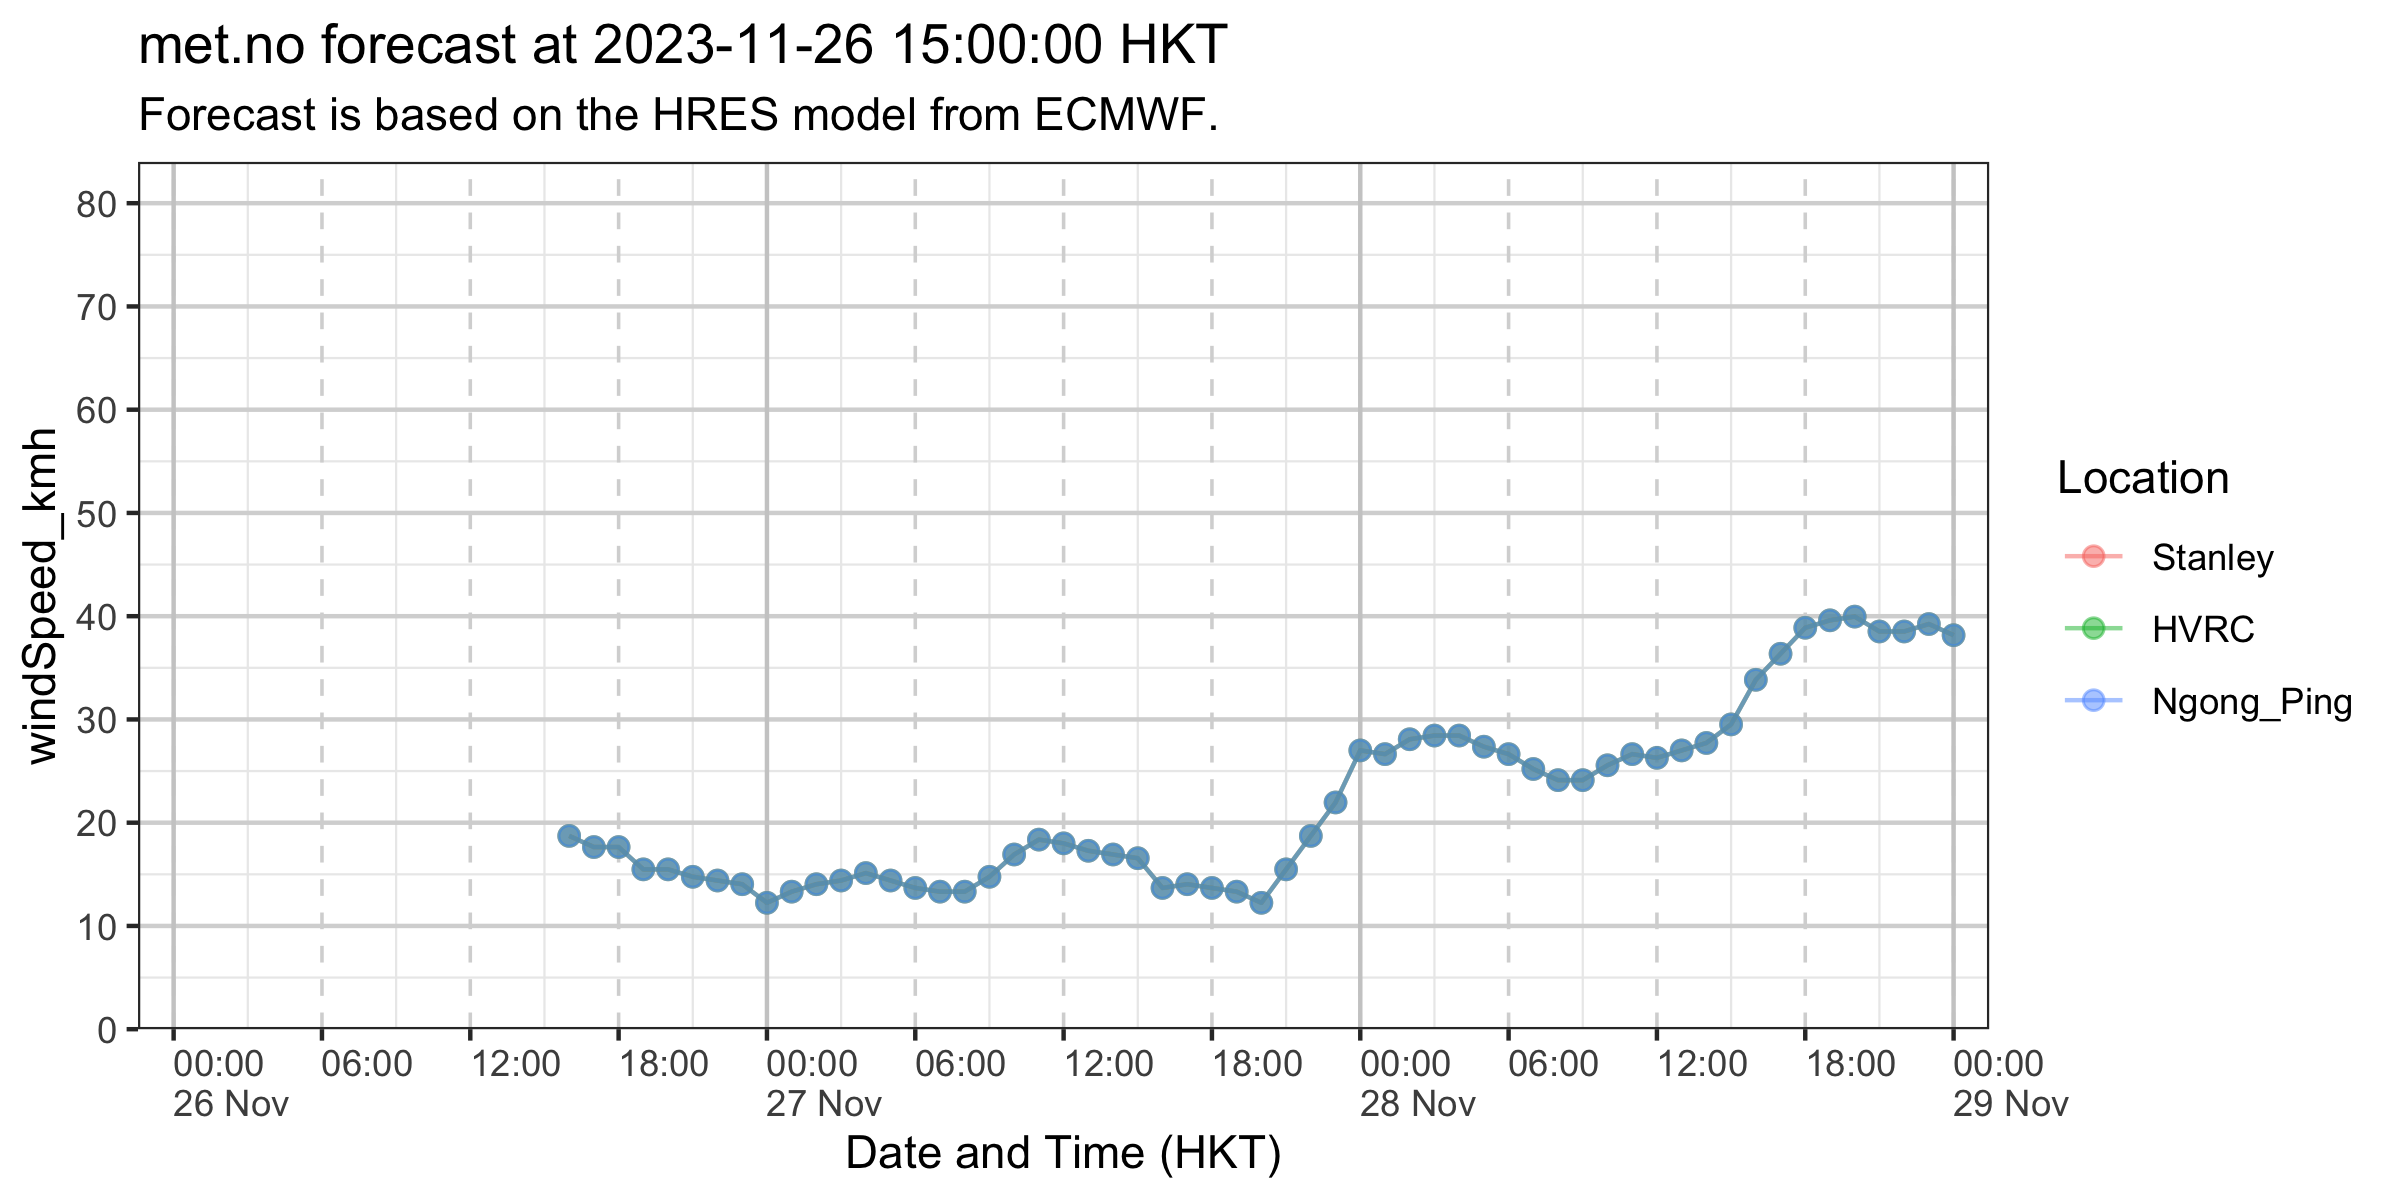 met.no forecast at 2023-11-26 15:00:00 HKT
Forecast is based on the HRES model from ECMWF.
windSpeed_kmh
80
70
60
50
40
30
20
10
0
00:00 06:00 12:00 18:00 00:00 06:00 12:00 18:00 00:00 06:00 12:00 18:00 00:00
26 Nov 27 Nov 28 Nov 29 Nov
Date and Time (HKT)
Location
Stanley
HVRC
Ngong_Ping